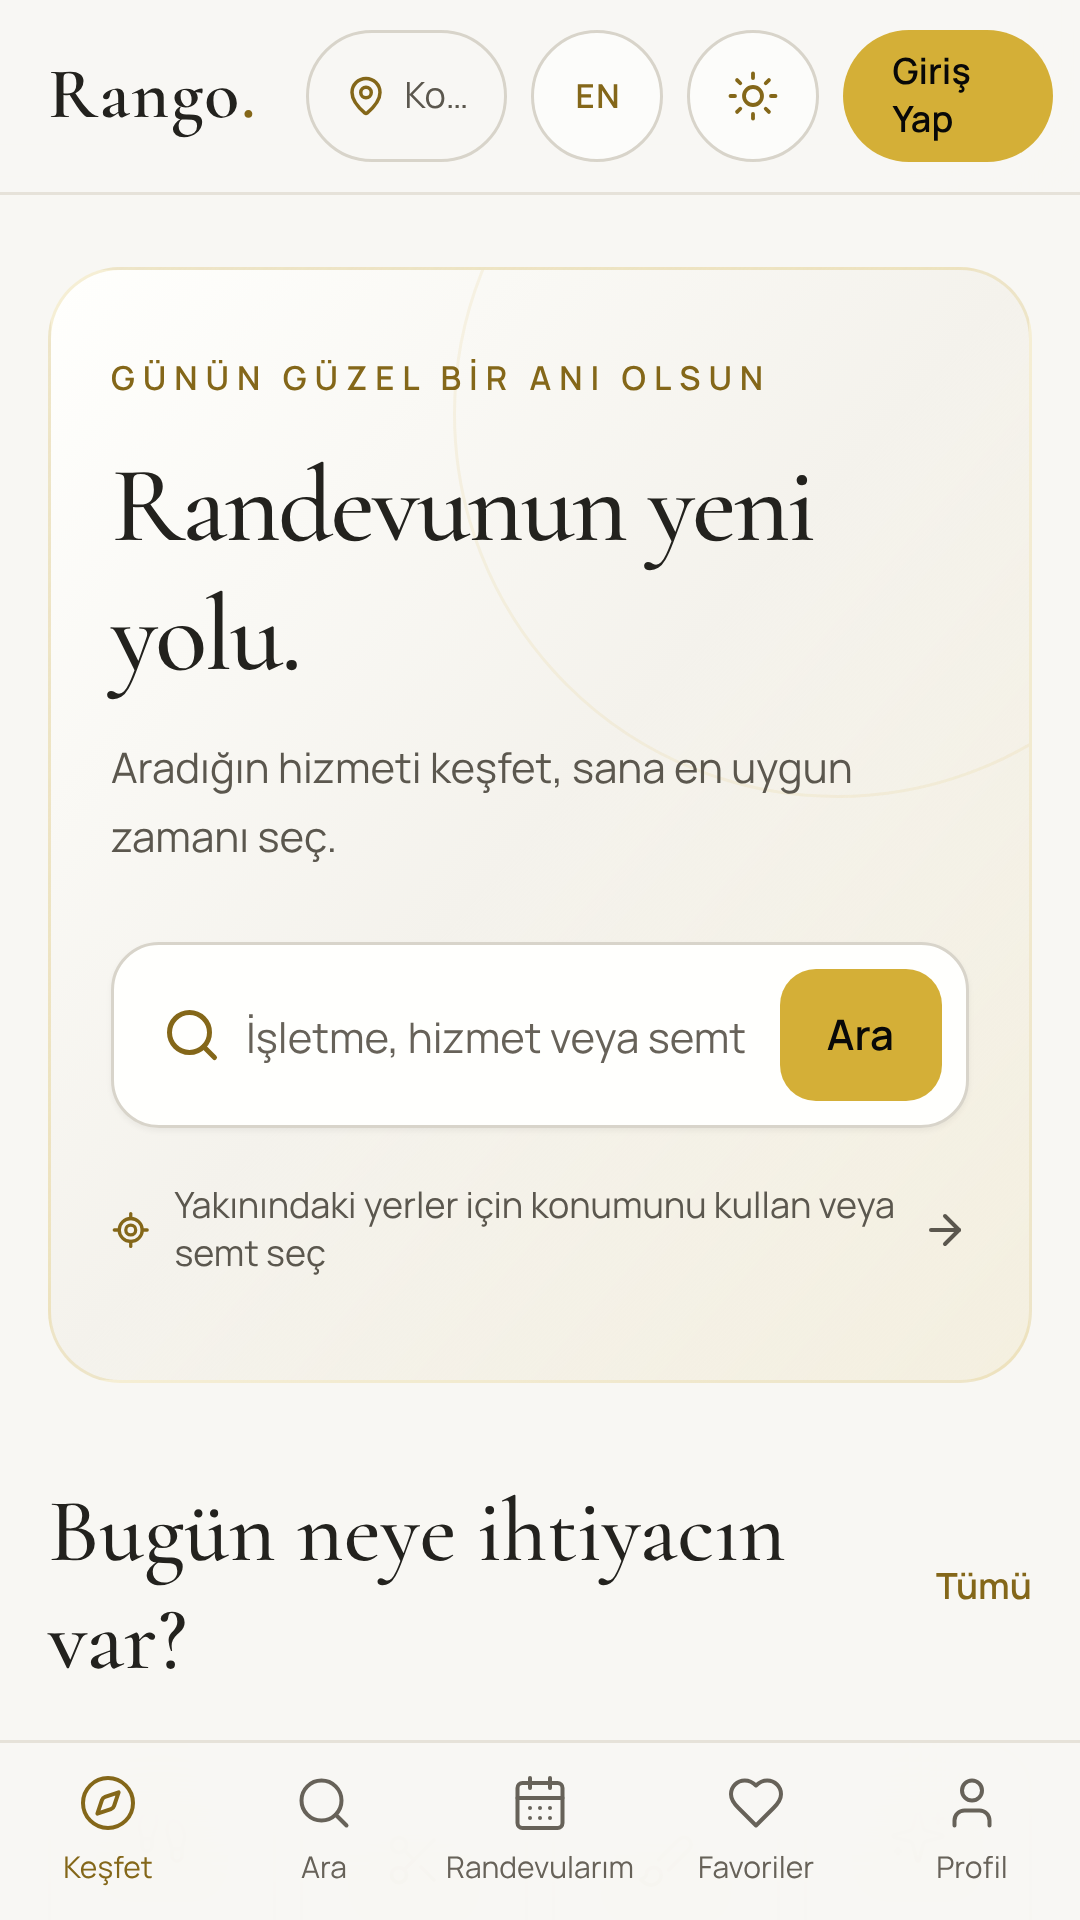 Rango.
Ko...
EN
Giriş
Yap
GÜNÜN GÜZEL BİR ANI OLSUN
Randevunun yeni
yolu.
Aradığın hizmeti keşfet, sana en uygun
zamanı seç.
İşletme, hizmet veya semt
Ara
Yakınındaki yerler için konumunu kullan veya
semt seç
Bugün neye ihtiyacın
var?
Tümü
Keşfet
Ara
Randevularım
Favoriler
Profil